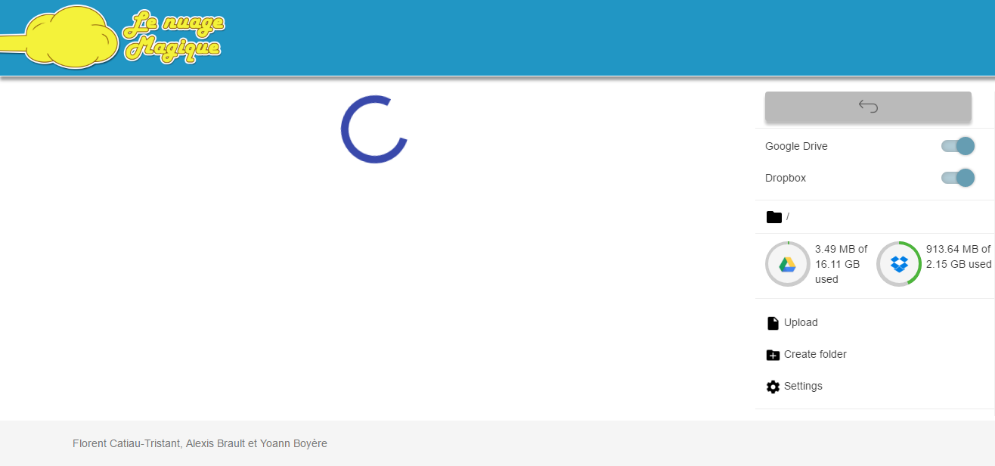 Le nuage
Magique
Google Drive
Dropbox
/
3.49 MB of
16.11 GB
used
913.64 MB of
2.15 GB used
Upload
Create folder
Settings
Florent Catiau-Tristant, Alexis Brault et Yoann Boyère